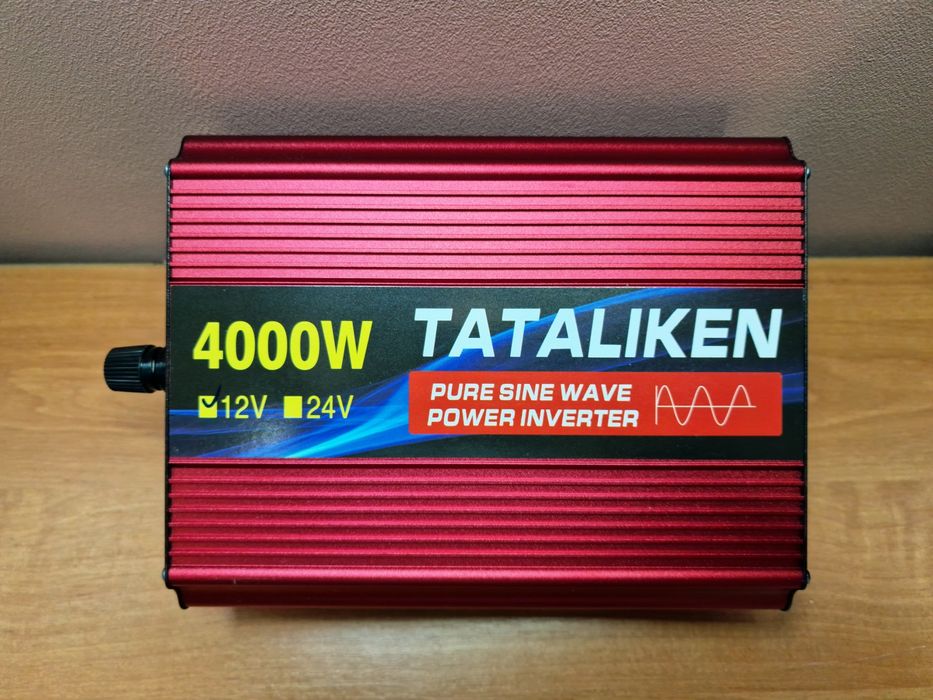 4000W
12V 24V
TATALIKEN
PURE SINE WAVE
POWER INVERTER